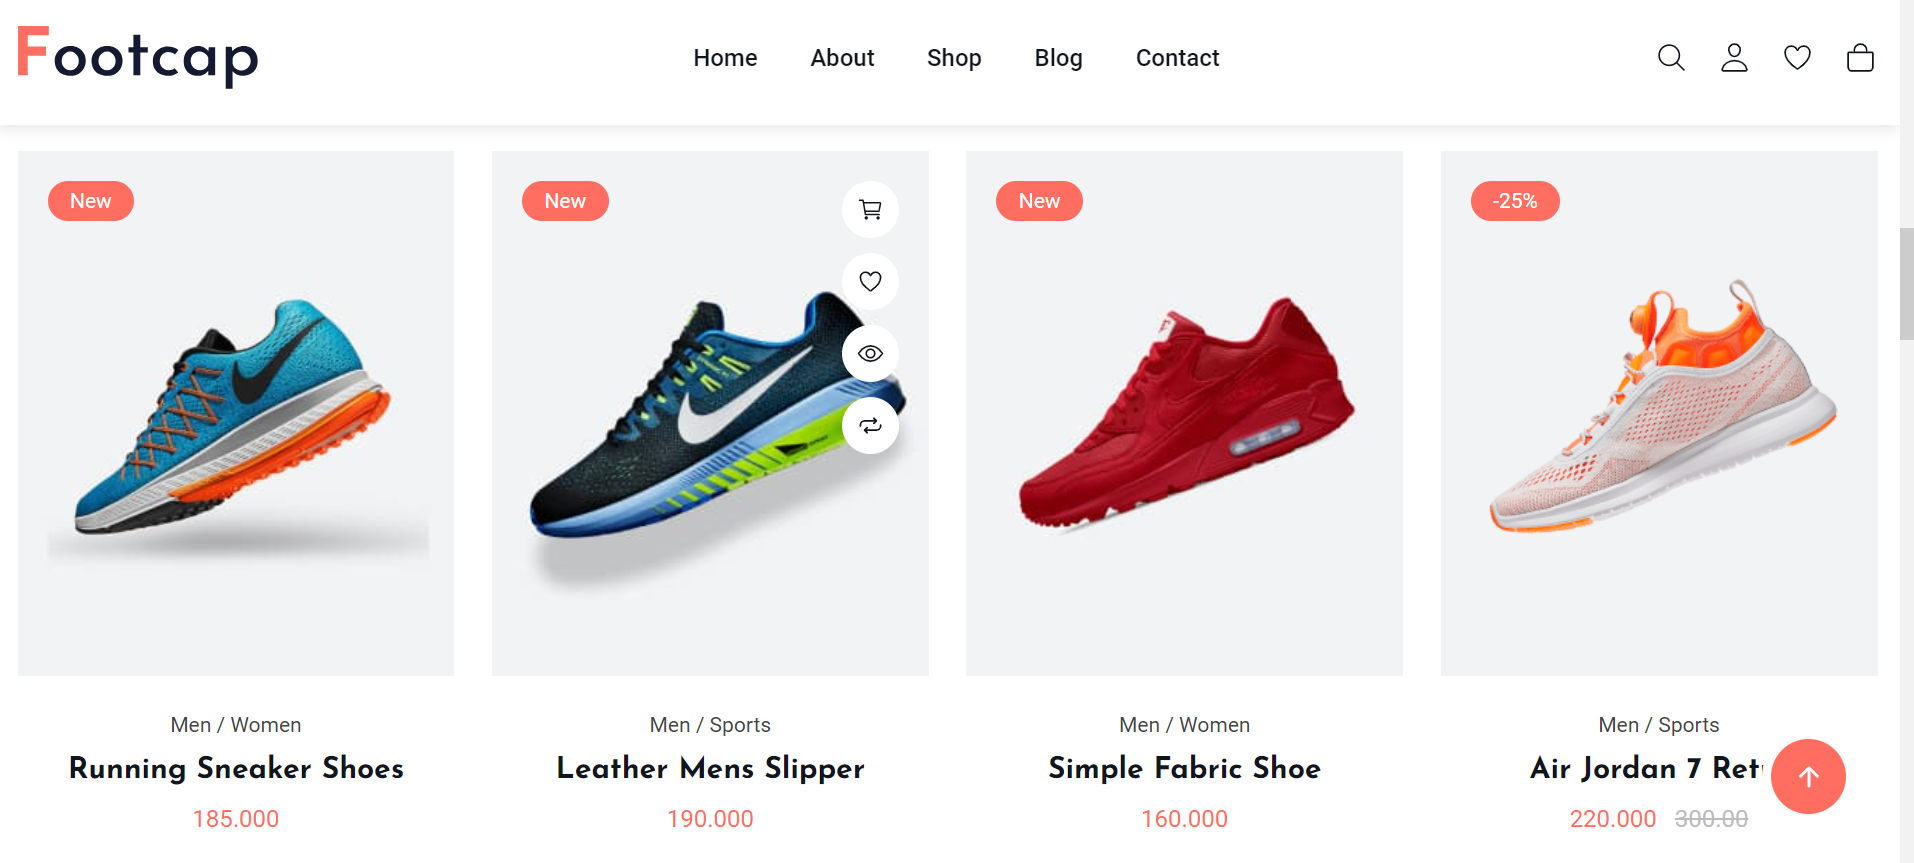 Footcap
Home About Shop Blog Contact
New
New
New
-25%
Men / Women
Running Sneaker Shoes
185.000
Men / Sports
Leather Mens Slipper
190.000
Men / Women
Simple Fabric Shoe
160.000
Men / Sports
Air Jordan 7
220.000 300.00